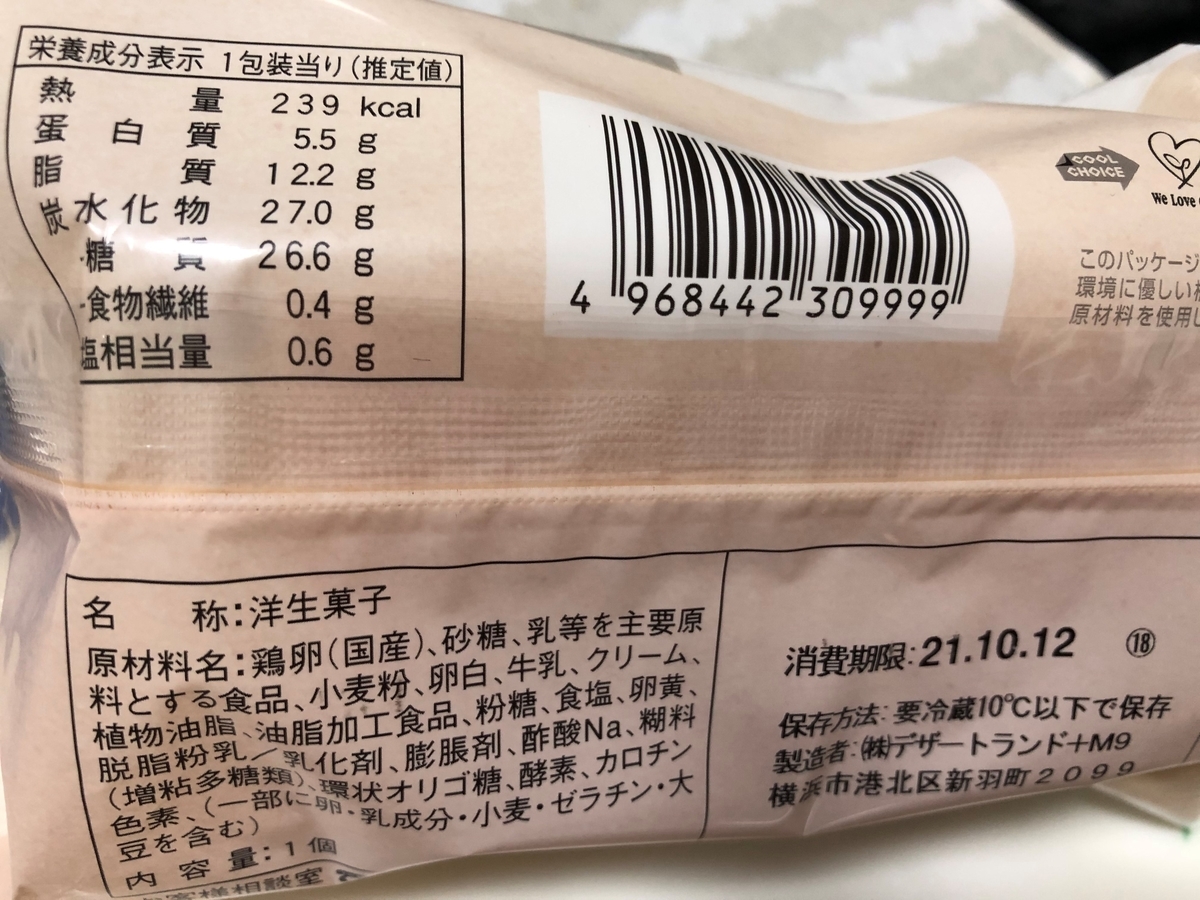 栄養成分表示 1包装当り(推定値)
熱量 239 kcal
蛋白質 5.5 g
脂質 12.2 g
炭水化物 27.0 g
-糖質 26.6 g
-食物繊維 0.4 g
塩相当量 0.6 g
4 968442 309999
COOL
CHOICE
We Love
このパッケージ
環境に優しい
原材料を使用し
名称:洋生菓子
原材料名:鶏卵(国産)、砂糖、乳等を主要原
料とする食品、小麦粉、卵白、牛乳、クリーム、
植物油脂、油脂加工食品、粉糖、食塩、卵黄、
脱脂粉乳/乳化剤、膨脹剤、酢酸Na、糊料
(増粘多糖類)、環状オリゴ糖、酵素、カロチン
色素、(一部に卵・乳成分・小麦・ゼラチン・大
豆を含む)
内容量:1個
お客様相談室
消費期限:21.10.12 ⑱
保存方法:要冷蔵10℃以下で保存
製造者:㈱デザートランド+M9
横浜市港北区新羽町2099